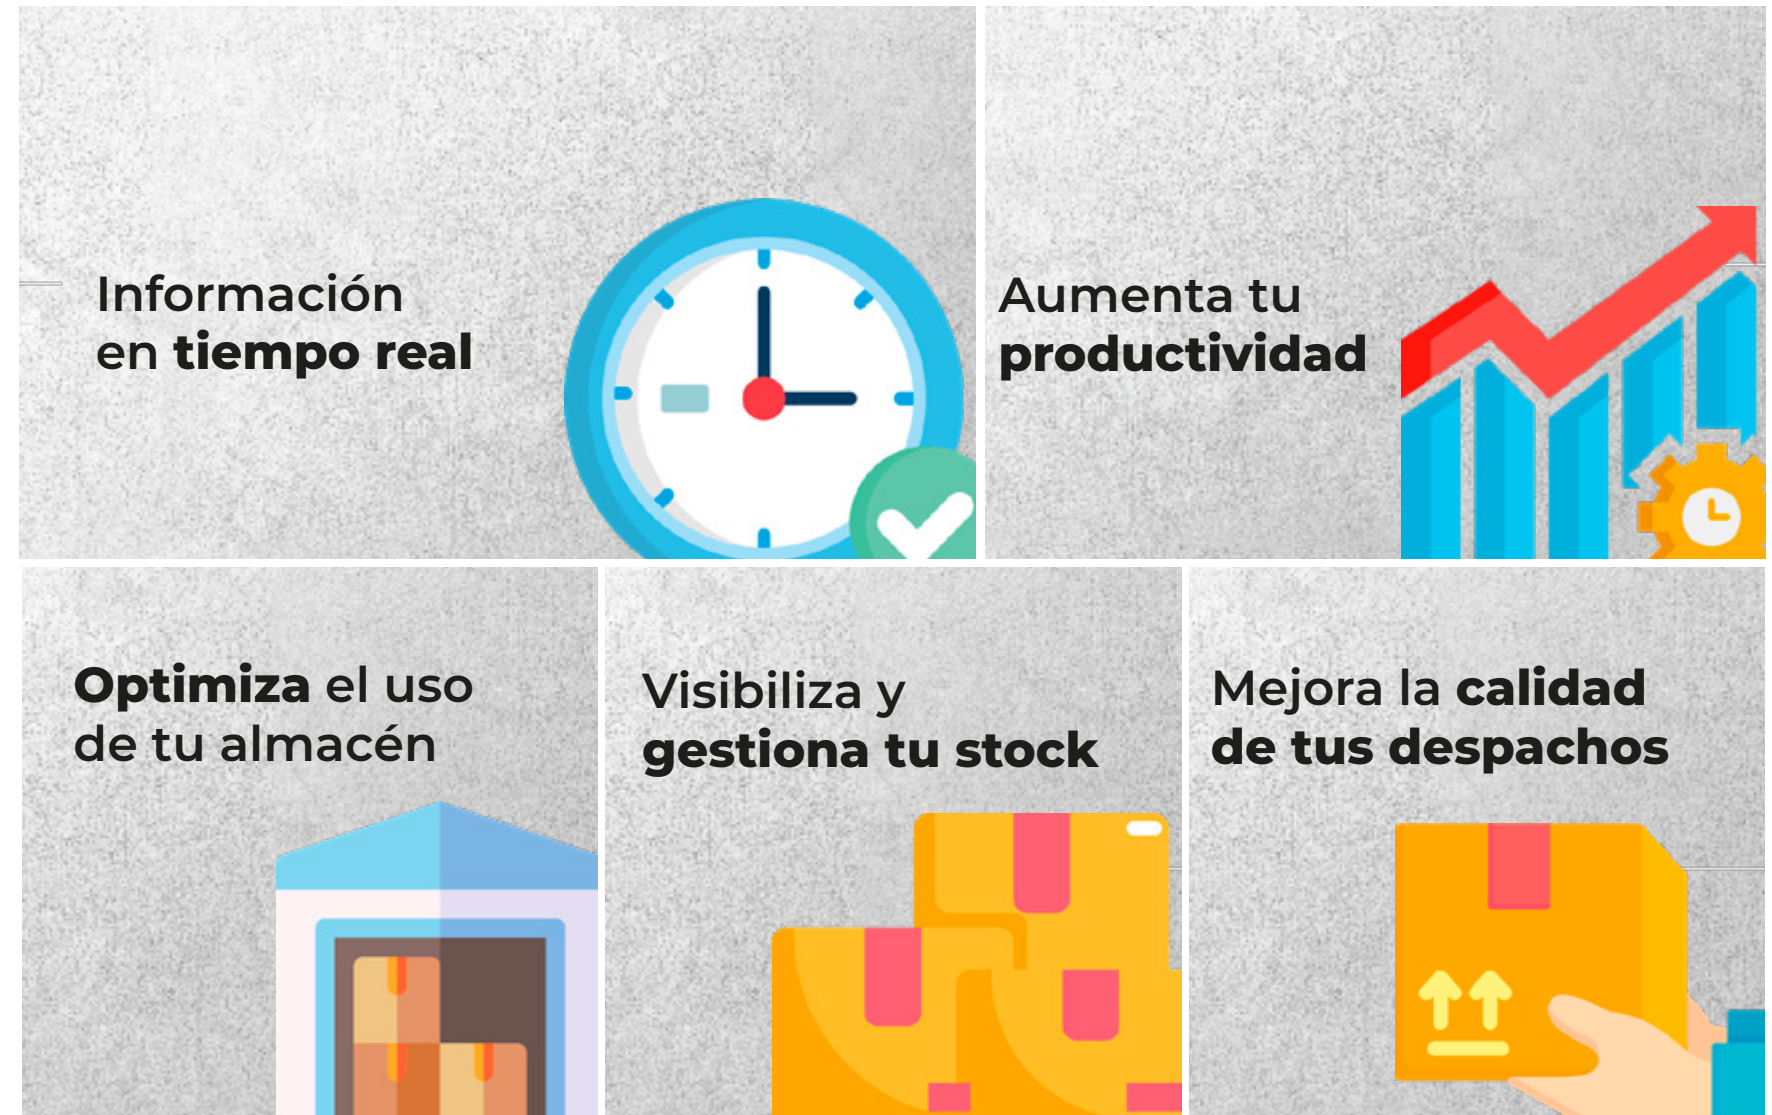 Información
en tiempo real
Aumenta tu
productividad
Optimiza el uso
de tu almacén
Visibiliza y
gestiona tu stock
Mejora la calidad
de tus despachos